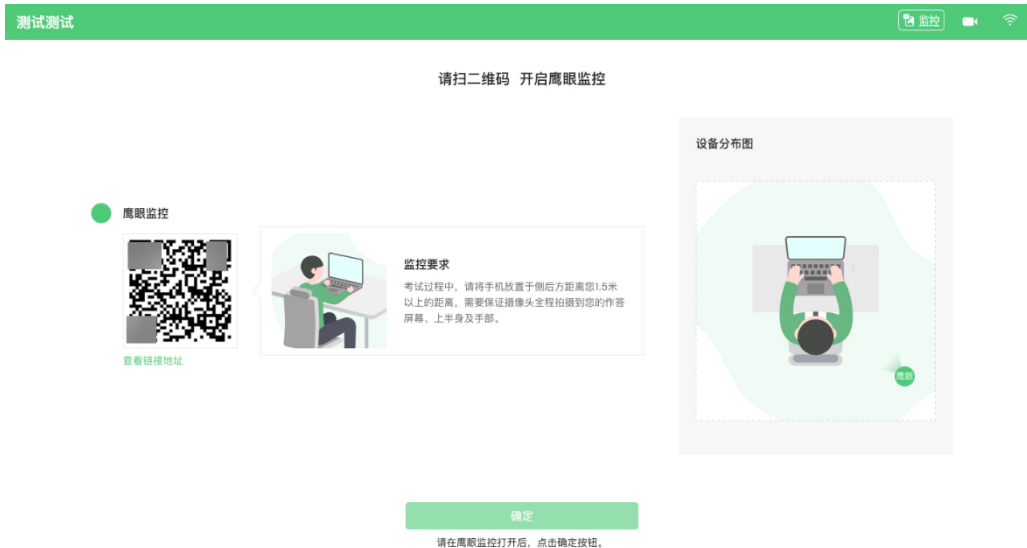 测试测试
监控
请扫二维码 开启鹰眼监控
设备分布图
鹰眼监控
监控要求
考试过程中，请将手机放置于侧后方距离您1.5米
以上的距离，需要保证摄像头全程拍摄到您的作答
屏幕、上半身及手部。
查看链接地址
鹰眼
确定
请在鹰眼监控打开后，点击确定按钮。